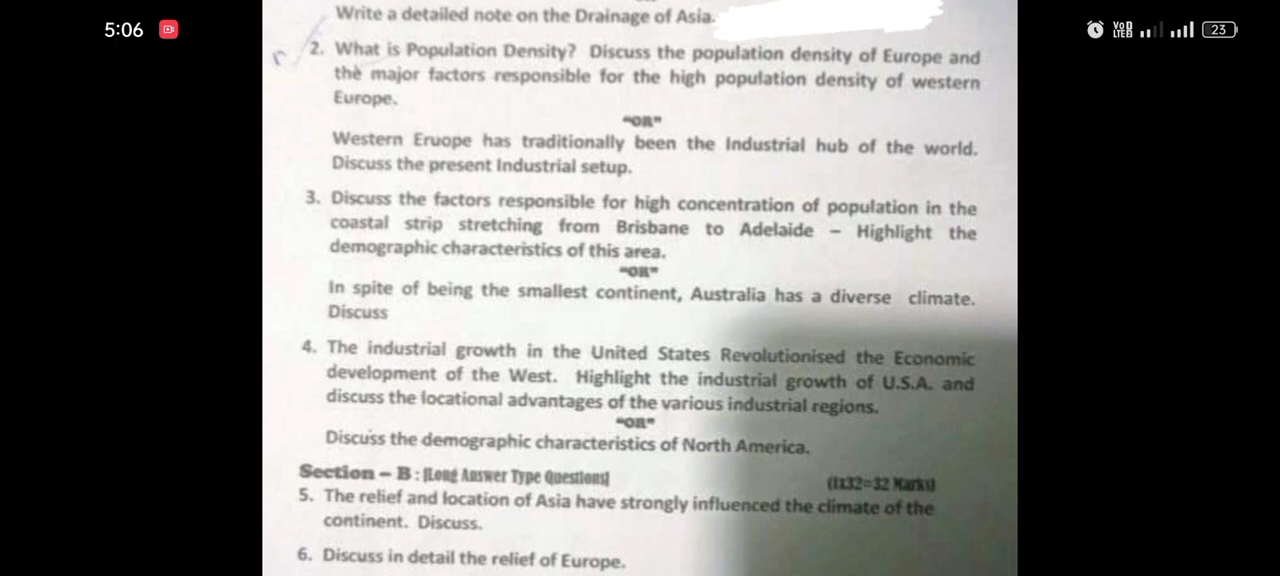 5:06
Vo
LTE
23
Write a detailed note on the Drainage of Asia.
2. What is Population Density? Discuss the population density of Europe and
the major factors responsible for the high population density of western
Europe.
"OR"
Western Eruope has traditionally been the Industrial hub of the world.
Discuss the present Industrial setup.
3. Discuss the factors responsible for high concentration of population in the
coastal strip stretching from Brisbane to Adelaide – Highlight the
demographic characteristics of this area.
"OR"
In spite of being the smallest continent, Australia has a diverse climate.
Discuss
4. The industrial growth in the United States Revolutionised the Economic
development of the West. Highlight the industrial growth of U.S.A. and
discuss the locational advantages of the various industrial regions.
"OR"
Discuss the demographic characteristics of North America.
Section – B : [Long Answer Type Questions] (1x32=32 Marks)
5. The relief and location of Asia have strongly influenced the climate of the
continent. Discuss.
6. Discuss in detail the relief of Europe.